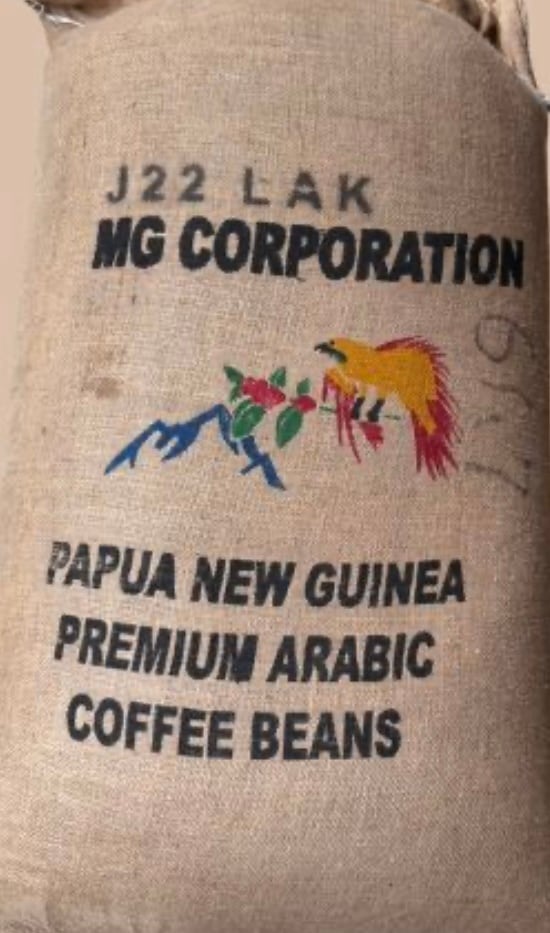 J22 LAK
MG CORPORATION
PAPUA NEW GUINEA
PREMIUM ARABIC
COFFEE BEANS